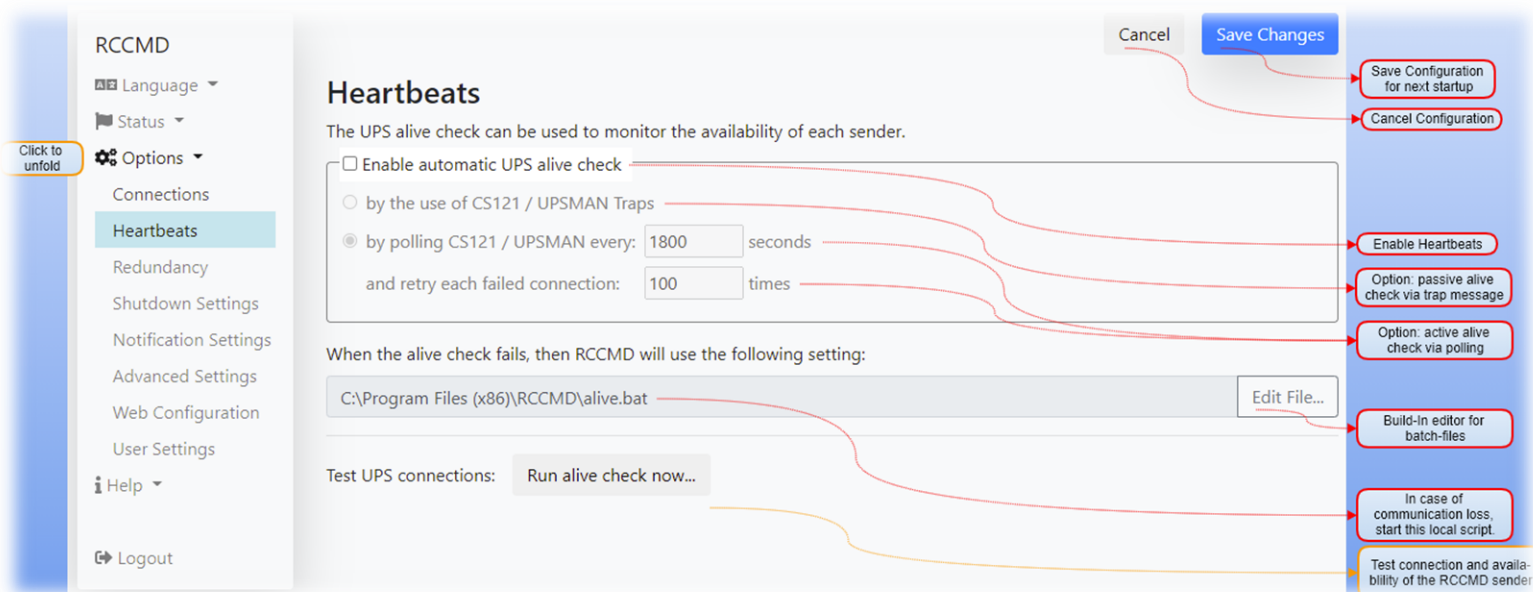 RCCMD
Language
Status
Click to
unfold
Options
Connections
Heartbeats
Redundancy
Shutdown Settings
Notification Settings
Advanced Settings
Web Configuration
User Settings
Help
Logout
Cancel
Save Changes
Heartbeats
The UPS alive check can be used to monitor the availability of each sender.
Enable automatic UPS alive check
by the use of CS121 / UPSMAN Traps
by polling CS121 / UPSMAN every: 1800 seconds
and retry each failed connection: 100 times
When the alive check fails, then RCCMD will use the following setting:
C:\Program Files (x86)\RCCMD\alive.bat
Edit File...
Test UPS connections: Run alive check now...
Save Configuration
for next startup
Cancel Configuration
Enable Heartbeats
Option: passive alive
check via trap message
Option: active alive
check via polling
Build-In editor for
batch-files
In case of
communication loss,
start this local script.
Test connection and availa-
blility of the RCCMD sender